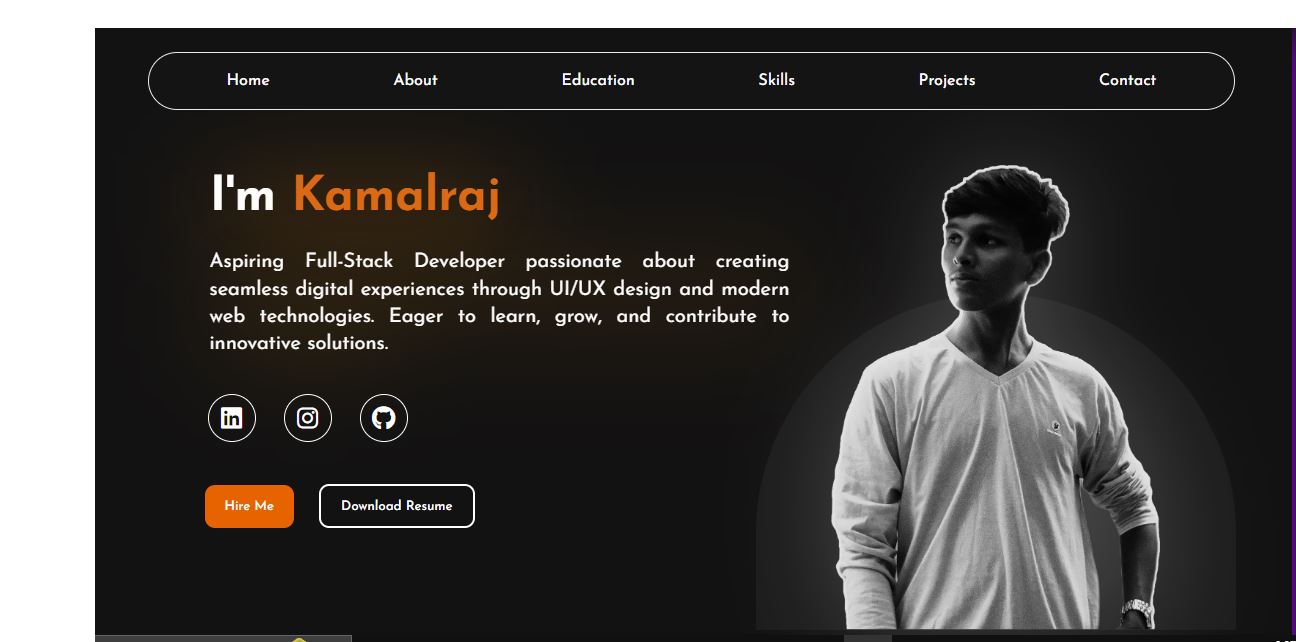 Home About Education Skills Projects Contact
I'm Kamalraj
Aspiring Full-Stack Developer passionate about creating
seamless digital experiences through UI/UX design and modern
web technologies. Eager to learn, grow, and contribute to
innovative solutions.
in
Hire Me Download Resume